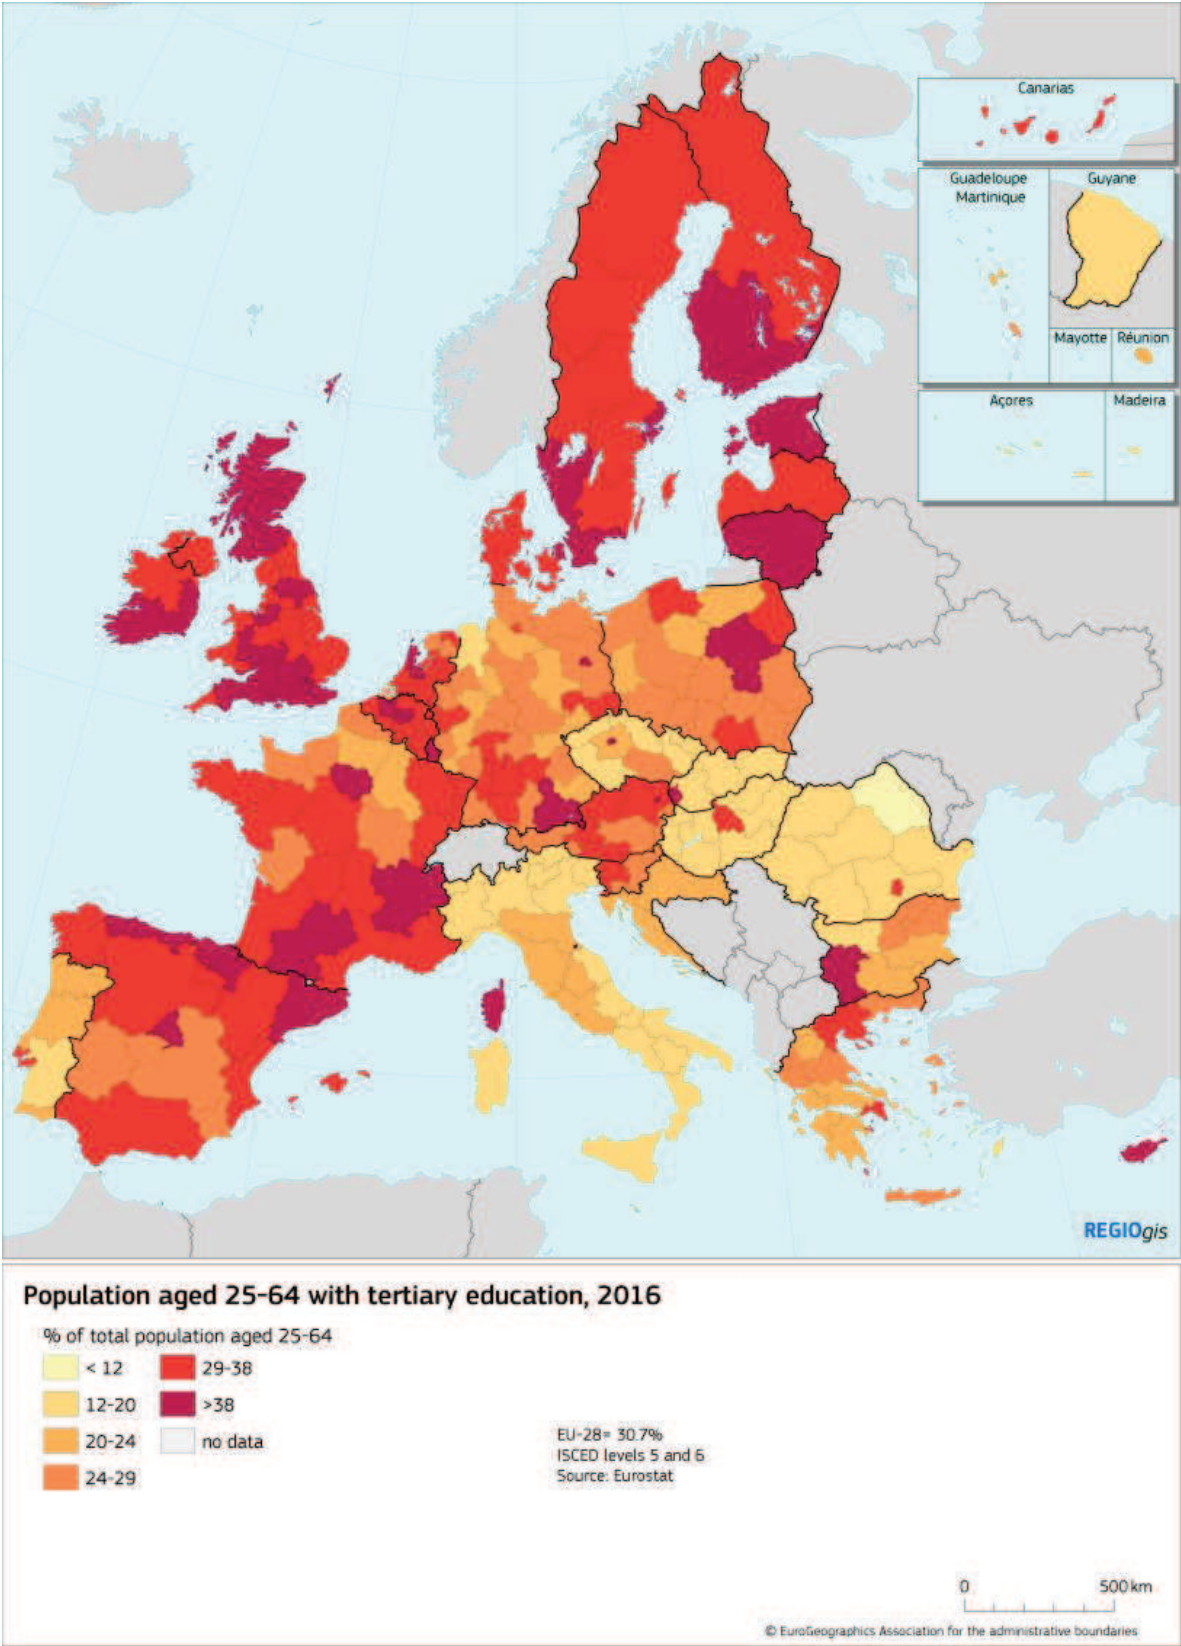 Canarias
Guadeloupe
Martinique
Guyane
Mayotte
Réunion
Açores
Madeira
REGIOgis
Population aged 25-64 with tertiary education, 2016
% of total population aged 25-64
< 12
12-20
20-24
24-29
29-38
>38
no data
EU-28= 30.7%
ISCED levels 5 and 6
Source: Eurostat
0 500 km
© EuroGeographics Association for the administrative boundaries